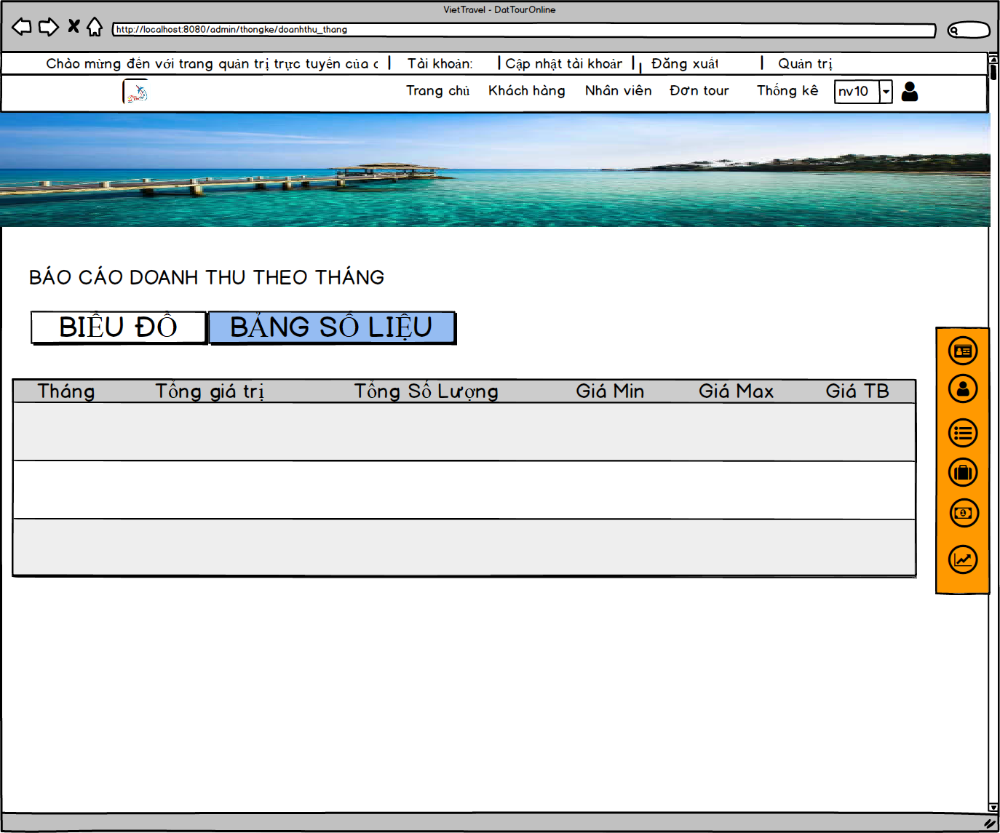 VietTravel - DatTourOnline
http://localhost:8080/admin/thongke/doanhthu_thang
Chào mừng đến với trang quản trị trực tuyến của c | Tài khoản: | Cập nhật tài khoản | Đăng xuất | Quản trị
Trang chủ Khách hàng Nhân viên Đơn tour Thống kê nv10
BÁO CÁO DOANH THU THEO THÁNG
BIỂU ĐỒ BẢNG SỐ LIỆU
Tháng Tổng giá trị Tổng Số Lượng Giá Min Giá Max Giá TB